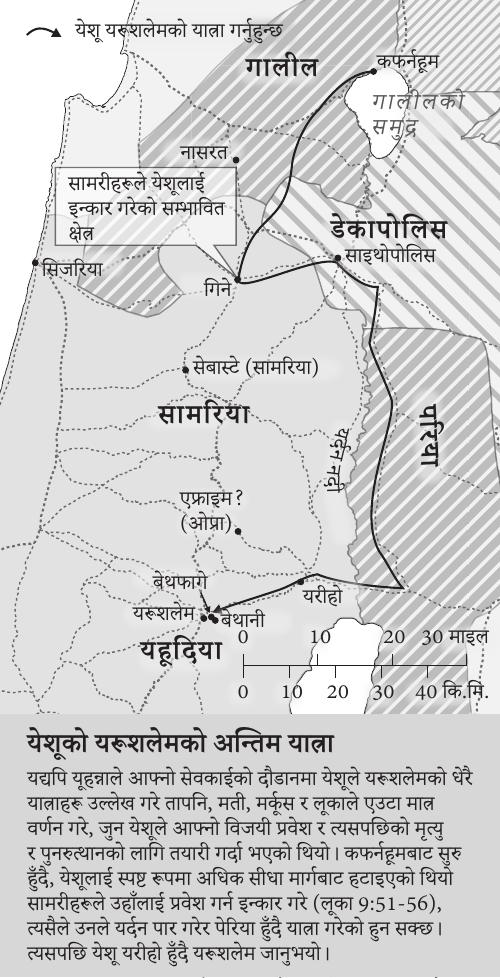 येशू यरूशलेमको यात्रा गर्नुहुन्छ
गालील
कफर्नहूम
गालीलको
समुद्र
नासरत
सामरीहरूले येशूलाई
इन्कार गरेको सम्भावित
क्षेत्र
डेकापोलिस
साइथोपोलिस
सिजरिया
गिने
सेबास्टे (सामरिया)
सामरिया
पेरिया
यर्दन नदी
एफ्राइम?
(ओप्रा)
बेथफागे
यरीहो
यरूशलेम
बेथानी
यहूदिया
0 10 20 30 माइल
0 10 20 30 40 कि.मि.
येशूको यरूशलेमको अन्तिम यात्रा
यद्यपि यूहन्नाले आफ्नो सेवकाईको दौडानमा येशूले यरूशलेमको धेरै
यात्राहरू उल्लेख गरे तापनि, मती, मर्कूस र लूकाले एउटा मात्र
वर्णन गरे, जुन येशूले आफ्नो विजयी प्रवेश र त्यसपछिको मृत्यु
र पुनरुत्थानको लागि तयारी गर्दा भएको थियो। कफर्नहूमबाट सुरु
हुँदै, येशूलाई स्पष्ट रूपमा अधिक सीधा मार्गबाट हटाइएको थियो
सामरीहरूले उहाँलाई प्रवेश गर्न इन्कार गरे (लूका 9:51-56),
त्यसैले उनले यर्दन पार गरेर पेरिया हुँदै यात्रा गरेको हुन सक्छ।
त्यसपछि येशू यरीहो हुँदै यरूशलेम जानुभयो।